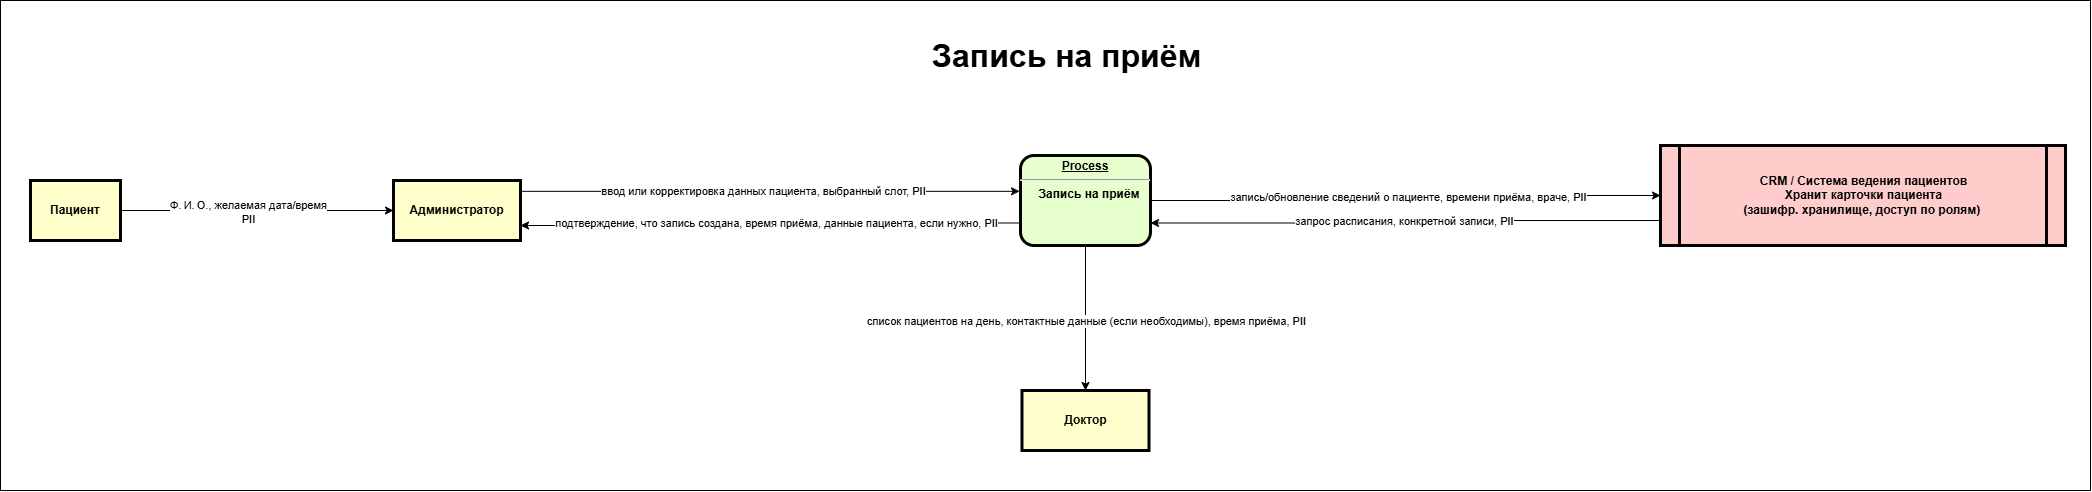 Запись на приём
Process
Запись на приём
Пациент
Ф. И. О., желаемая дата/время
PII
Администратор
ввод или корректировка данных пациента, выбранный слот, PII
подтверждение, что запись создана, время приёма, данные пациента, если нужно, PII
запись/обновление сведений о пациенте, времени приёма, враче, PII
запрос расписания, конкретной записи, PII
CRM / Система ведения пациентов
Хранит карточки пациента
(зашифр. хранилище, доступ по ролям)
список пациентов на день, контактные данные (если необходимы), время приёма, PII
Доктор